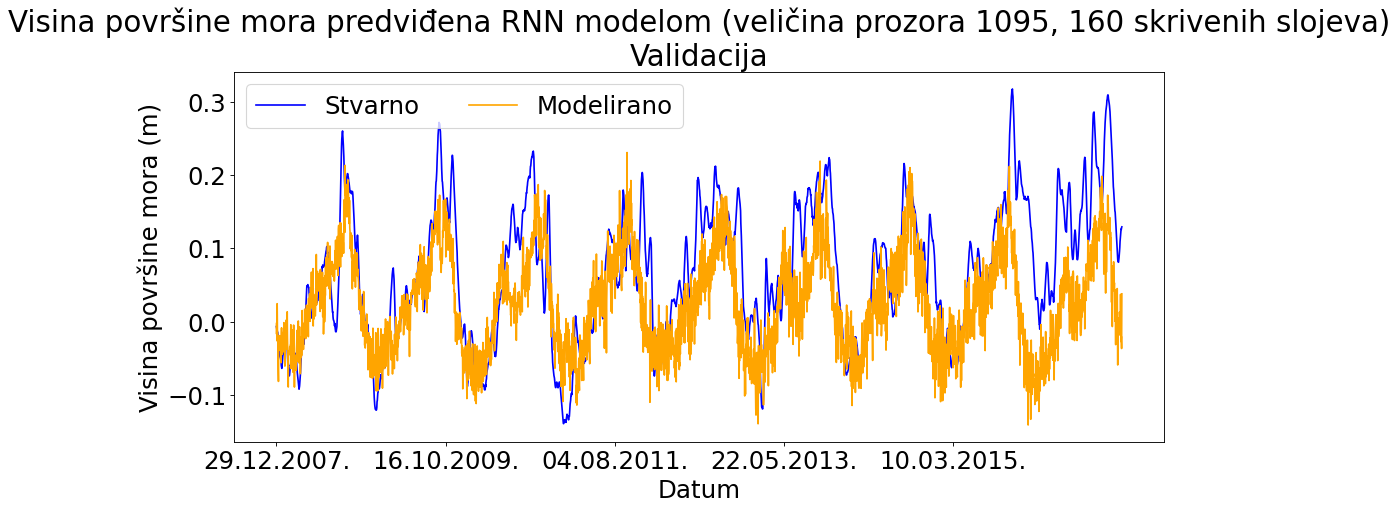 Visina površine mora predviđena RNN modelom (veličina prozora 1095, 160 skrivenih slojeva)
Validacija
Stvarno Modelirano
Visina površine mora (m)
0.3
0.2
0.1
0.0
−0.1
29.12.2007. 16.10.2009. 04.08.2011. 22.05.2013. 10.03.2015.
Datum